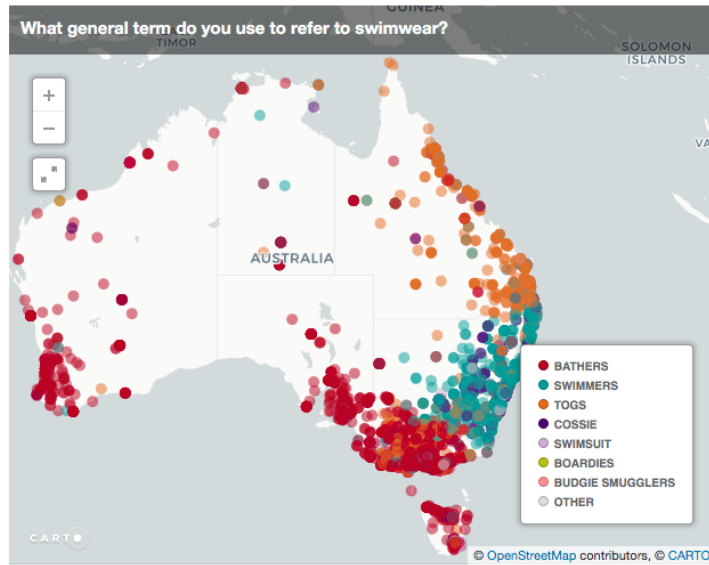 GUINEA
What general term do you use to refer to swimwear?
TIMOR
SOLOMON
ISLANDS
+
−
VA
AUSTRALIA
BATHERS
SWIMMERS
TOGS
COSSIE
SWIMSUIT
BOARDIES
BUDGIE SMUGGLERS
OTHER
CARTO
© OpenStreetMap contributors, © CARTO